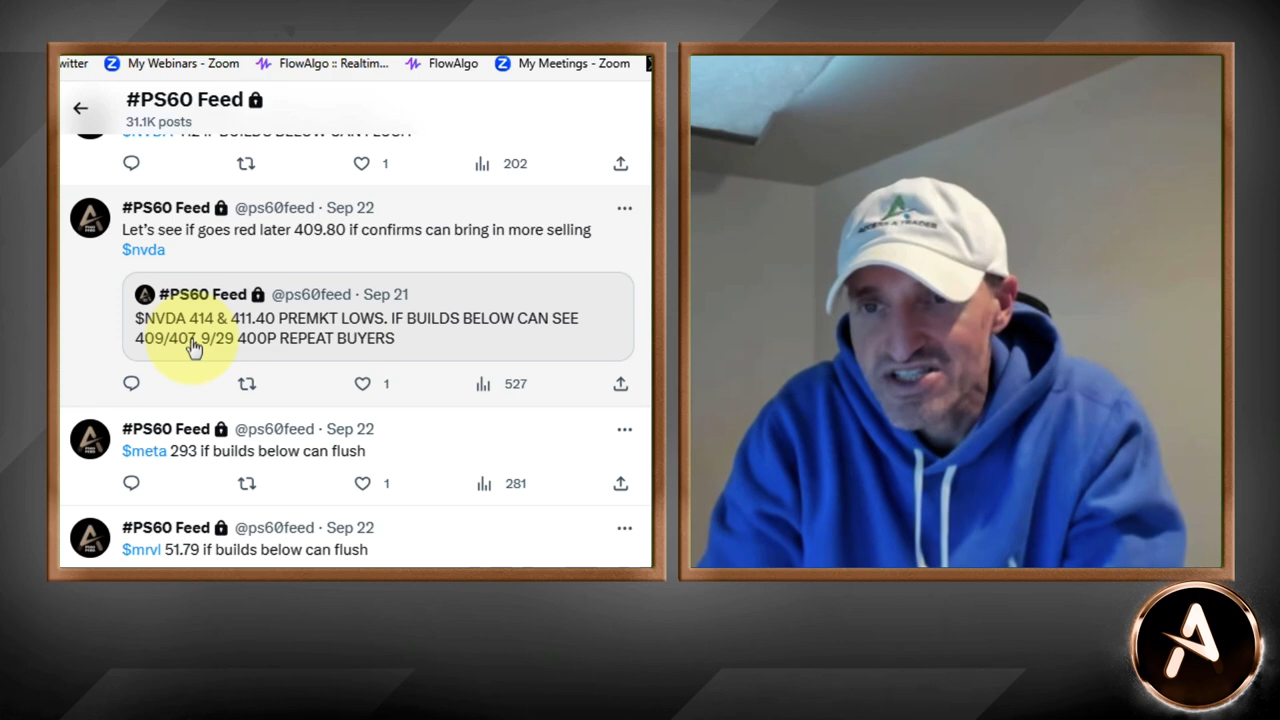 witter My Webinars - Zoom FlowAlgo :: Realtim... FlowAlgo My Meetings - Zoom
#PS60 Feed
31.1K posts
1 202
#PS60 Feed @ps60feed · Sep 22 ...
Let's see if goes red later 409.80 if confirms can bring in more selling
$nvda
#PS60 Feed @ps60feed · Sep 21
$NVDA 414 & 411.40 PREMKT LOWS. IF BUILDS BELOW CAN SEE
409/407. 9/29 400P REPEAT BUYERS
1 527
#PS60 Feed @ps60feed · Sep 22 ...
$meta 293 if builds below can flush
1 281
#PS60 Feed @ps60feed · Sep 22 ...
$mrvl 51.79 if builds below can flush